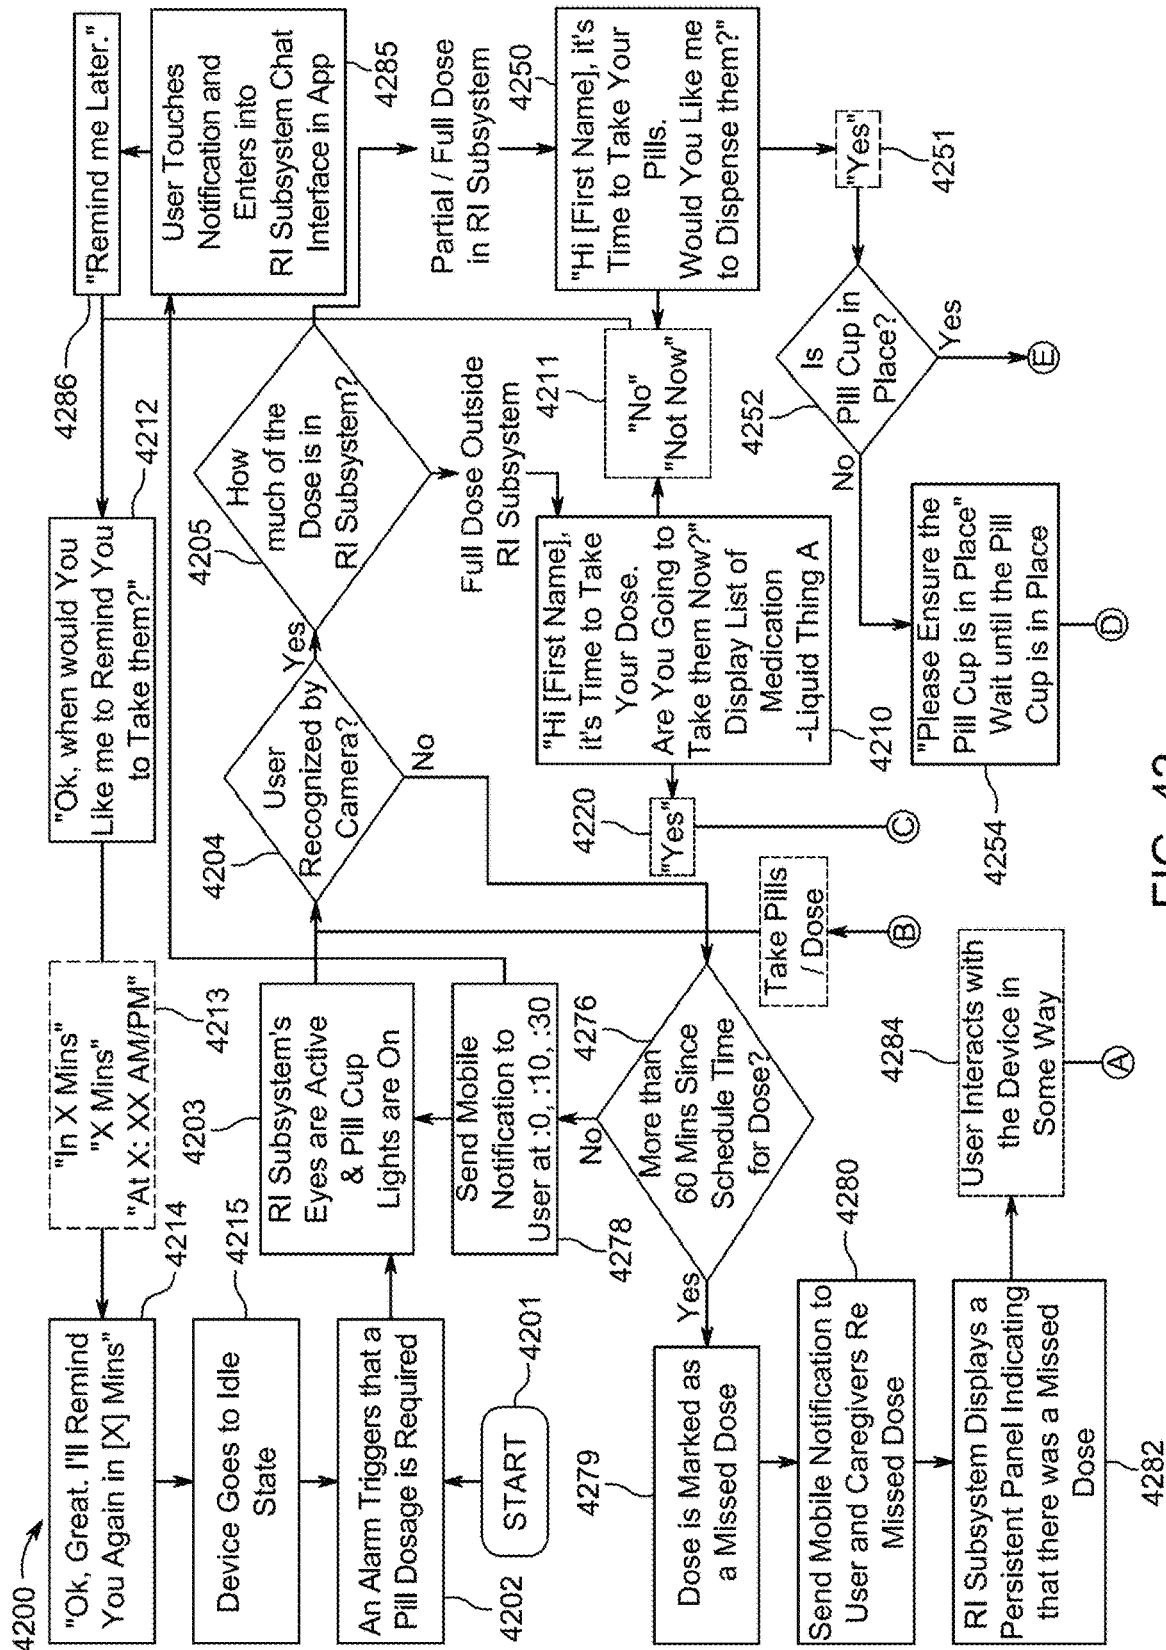 4200
"Ok, Great. I'll Remind
You Again in [X] Mins"
4214
"In X Mins"
"X Mins"
"At X: XX AM/PM"
4213
"Ok, when would You
Like me to Remind You
to Take them?"
4212
"Remind me Later."
4286
Device Goes to Idle
State
4215
User Touches
Notification and
Enters into
RI Subsystem Chat
Interface in App
4285
An Alarm Triggers that a
Pill Dosage is Required
4202
START
4201
RI Subsystem's
Eyes are Active
& Pill Cup
Lights are On
4203
User
Recognized by
Camera?
4204
Yes
No
How
much of the
Dose is in
RI Subsystem?
4205
Partial / Full Dose
in RI Subsystem
Full Dose Outside
RI Subsystem
Send Mobile
Notification to
User at :0, :10, :30
4278
"Hi [First Name], it's
Time to Take Your
Pills.
Would You Like me
to Dispense them?"
4250
"Hi [First Name],
it's Time to Take
Your Dose.
Are You Going to
Take them Now?"
Display List of
Medication
-Liquid Thing A
4210
"No"
"Not Now"
4211
"Yes"
4220
C
More than
60 Mins Since
Schedule Time
for Dose?
4276
No
Yes
Take Pills
/ Dose
B
Dose is Marked as
a Missed Dose
4279
Send Mobile Notification to
User and Caregivers Re
Missed Dose
4280
RI Subsystem Displays a
Persistent Panel Indicating
that there was a Missed
Dose
4282
User Interacts with
the Device in
Some Way
4284
A
"Yes"
4251
Is
Pill Cup in
Place?
4252
No
Yes
E
"Please Ensure the
Pill Cup is in Place"
Wait until the Pill
Cup is in Place
4254
D
FIG. 42